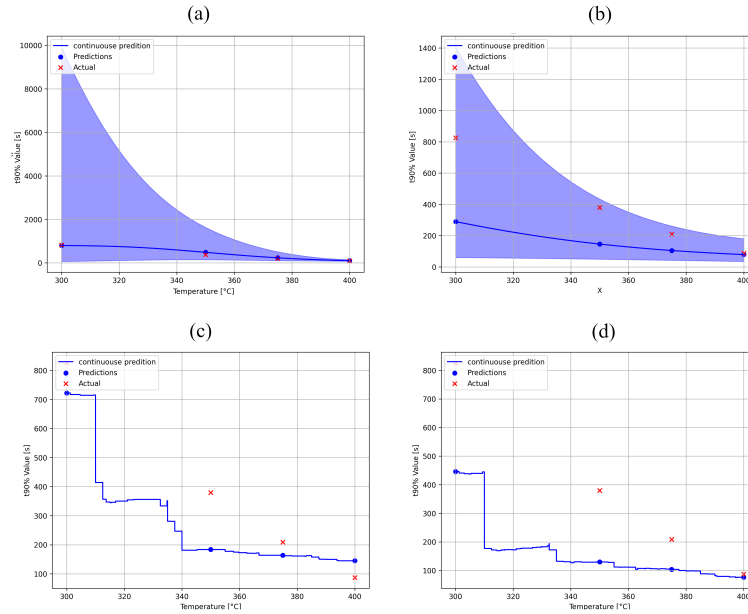 (a)
(b)
t90% Value [s]
10000
8000
6000
4000
2000
0
continuouse predition
Predictions
Actual
300
320
340
360
380
400
Temperature [°C]
t90% Value [s]
1400
1200
1000
800
600
400
200
0
continuouse predition
Predictions
Actual
300
320
340
360
380
400
X
(c)
(d)
t90% Value [s]
800
700
600
500
400
300
200
100
continuouse predition
Predictions
Actual
300
320
340
360
380
400
Temperature [°C]
t90% Value [s]
800
700
600
500
400
300
200
100
continuouse predition
Predictions
Actual
300
320
340
360
380
400
Temperature [°C]